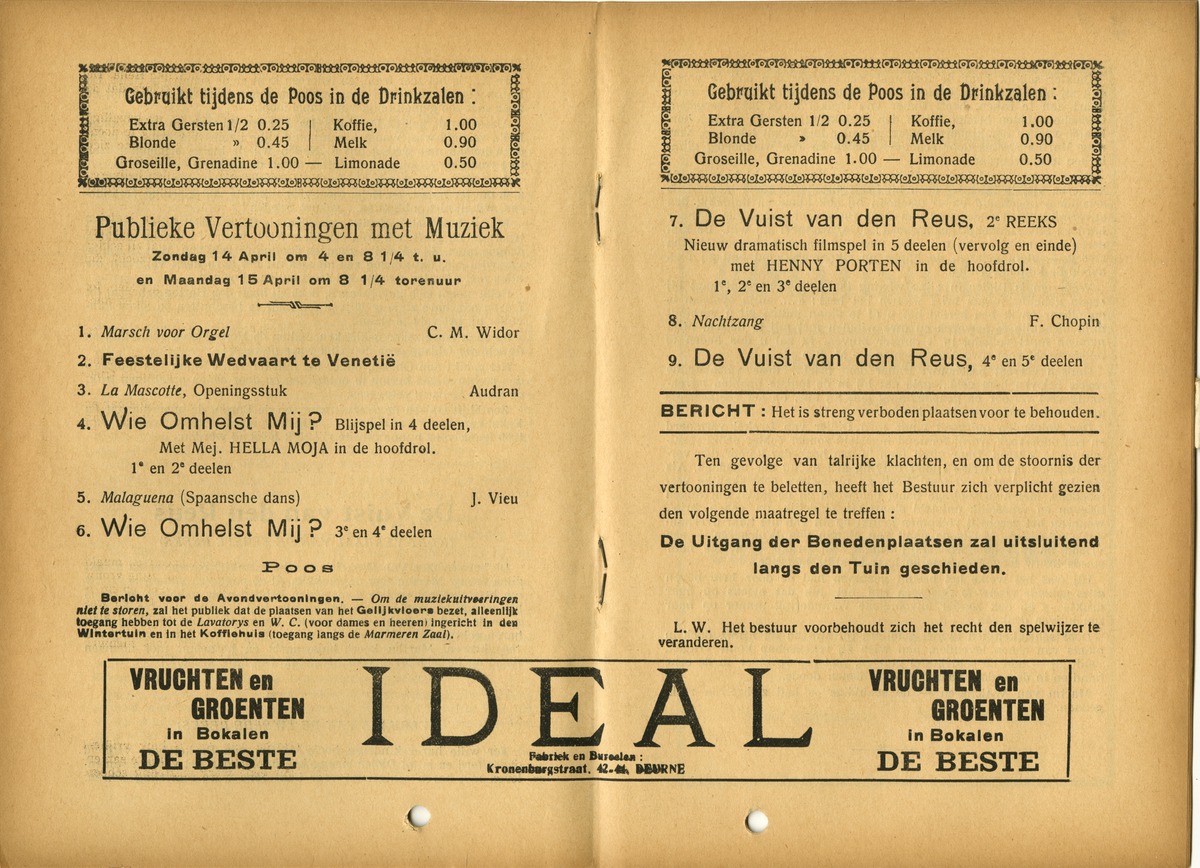 Gebruikt tijdens de Poos in de Drinkzalen :
Extra Gersten 1/2 0.25 | Koffie, 1.00
Blonde » 0.45 | Melk 0.90
Groseille, Grenadine 1.00 — Limonade 0.50
Publieke Vertooningen met Muziek
Zondag 14 April om 4 en 8 1/4 t. u.
en Maandag 15 April om 8 1/4 torenuur
1. Marsch voor Orgel C. M. Widor
2. Feestelijke Wedvaart te Venetië
3. La Mascotte, Openingsstuk Audran
4. Wie Omhelst Mij ? Blijspel in 4 deelen,
Met Mej. HELLA MOJA in de hoofdrol.
1e en 2e deelen
5. Malaguena (Spaansche dans) J. Vieu
6. Wie Omhelst Mij ? 3e en 4e deelen
Poos
Bericht voor de Avondvertooningen. — Om de muziekuitvoeringen
niet te storen, zal het publiek dat de plaatsen van het Gelijkvloers bezet, alleenlijk
toegang hebben tot de Lavatorys en W. C. (voor dames en heeren) ingericht in den
Wintertuin en in het Koffiehuis (toegang langs de Marmeren Zaal).
Gebruikt tijdens de Poos in de Drinkzalen :
Extra Gersten 1/2 0.25 | Koffie, 1.00
Blonde » 0.45 | Melk 0.90
Groseille, Grenadine 1.00 — Limonade 0.50
7. De Vuist van den Reus, 2e REEKS
Nieuw dramatisch filmspel in 5 deelen (vervolg en einde)
met HENNY PORTEN in de hoofdrol.
1e, 2e en 3e deelen
8. Nachtzang F. Chopin
9. De Vuist van den Reus, 4e en 5e deelen
BERICHT : Het is streng verboden plaatsen voor te behouden.
Ten gevolge van talrijke klachten, en om de stoornis der
vertooningen te beletten, heeft het Bestuur zich verplicht gezien
den volgende maatregel te treffen :
De Uitgang der Benedenplaatsen zal uitsluitend
langs den Tuin geschieden.
L. W. Het bestuur voorbehoudt zich het recht den spelwijzer te
veranderen.
VRUCHTEN en
GROENTEN
in Bokalen
DE BESTE
IDEAL
Fabriek en Bureelen :
Kronenburgstraat, 42- DEURNE
VRUCHTEN en
GROENTEN
in Bokalen
DE BESTE